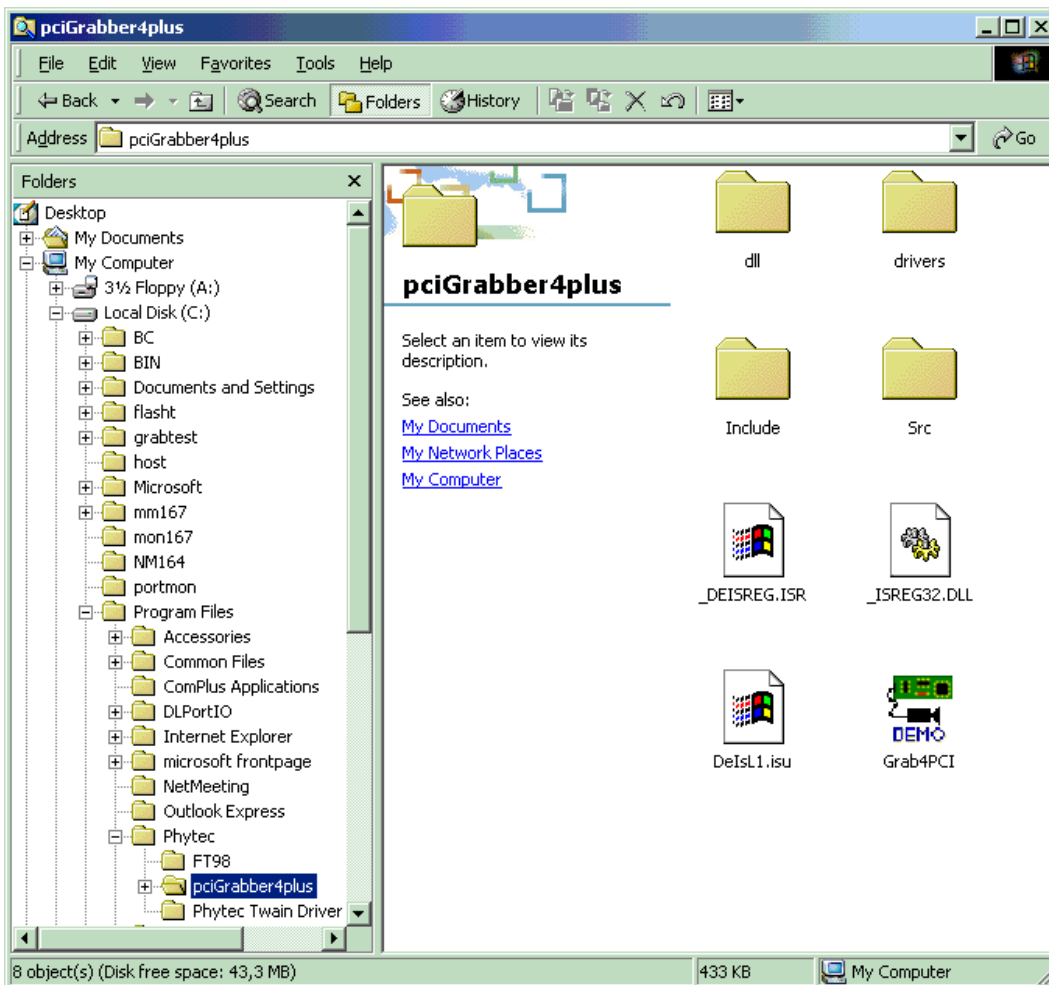 pciGrabber4plus
File Edit View Favorites Tools Help
Back Search Folders History
Address pciGrabber4plus Go
Folders
Desktop
My Documents
My Computer
3½ Floppy (A:)
Local Disk (C:)
BC
BIN
Documents and Settings
flasht
grabtest
host
Microsoft
mm167
mon167
NM164
portmon
Program Files
Accessories
Common Files
ComPlus Applications
DLPortIO
Internet Explorer
microsoft frontpage
NetMeeting
Outlook Express
Phytec
FT98
pciGrabber4plus
Phytec Twain Driver
pciGrabber4plus
Select an item to view its
description.
See also:
My Documents
My Network Places
My Computer
dll drivers
Include Src
_DEISREG.ISR _ISREG32.DLL
DEMO
DeIsL1.isu Grab4PCI
8 object(s) (Disk free space: 43,3 MB) 433 KB My Computer